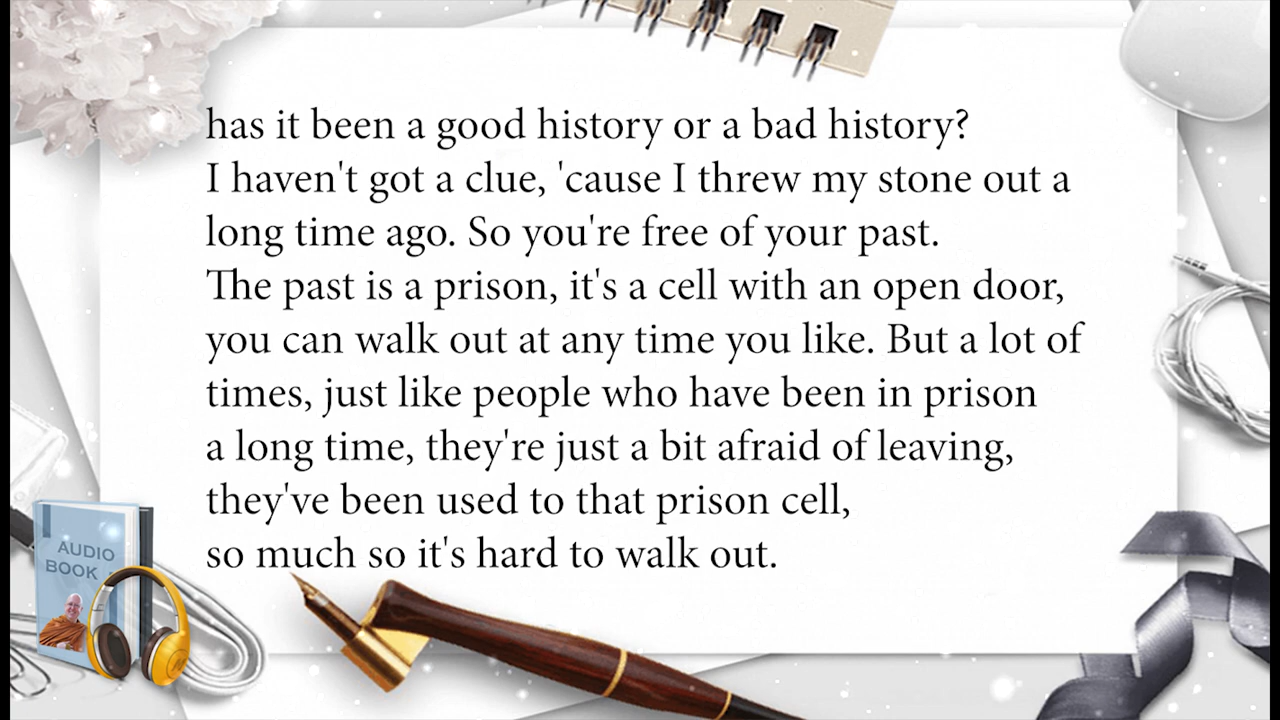 has it been a good history or a bad history?
I haven't got a clue, 'cause I threw my stone out a
long time ago. So you're free of your past.
The past is a prison, it's a cell with an open door,
you can walk out at any time you like. But a lot of
times, just like people who have been in prison
a long time, they're just a bit afraid of leaving,
they've been used to that prison cell,
so much so it's hard to walk out.
AUDIO
BOOK